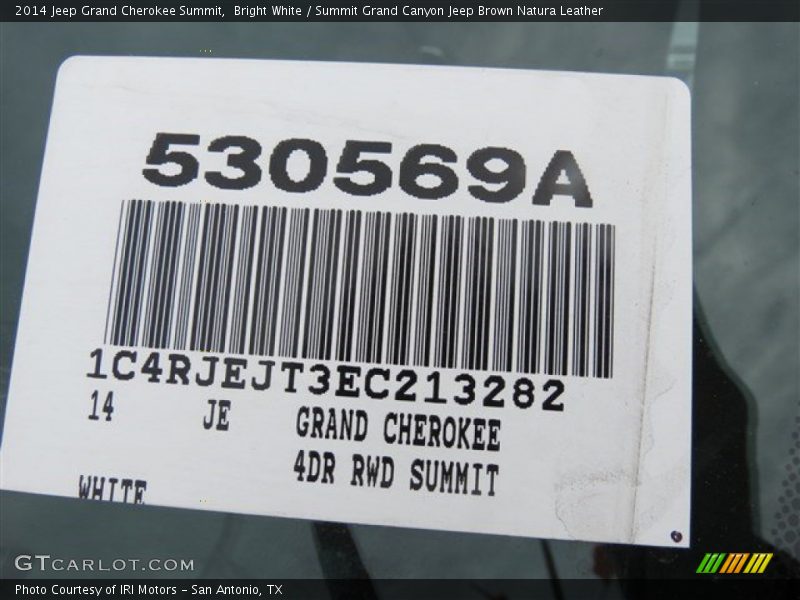 2014 Jeep Grand Cherokee Summit,  Bright White / Summit Grand Canyon Jeep Brown Natura Leather
530569A
1C4RJEJT3EC213282
14 JE GRAND CHEROKEE
4DR RWD SUMMIT
WHITE
GTCARLOT.COM
Photo Courtesy of IRI Motors – San Antonio, TX